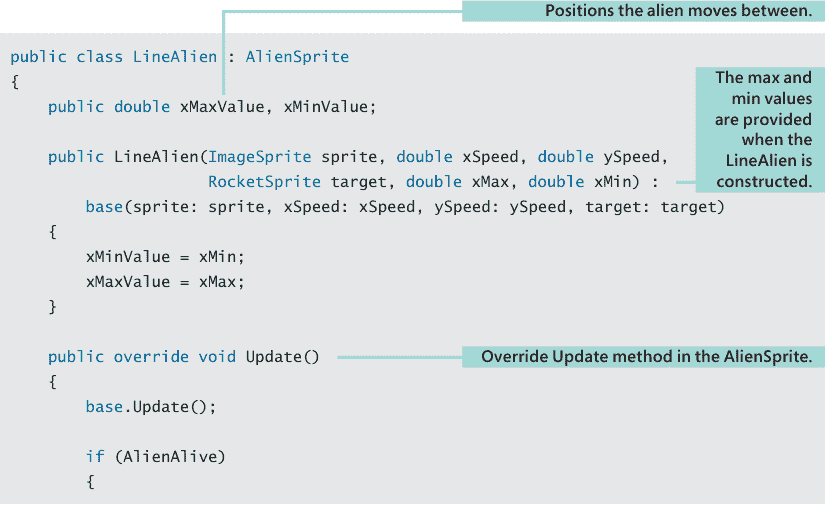 Positions the alien moves between.
public class LineAlien : AlienSprite
{
public double xMaxValue, xMinValue;
The max and
min values
are provided
when the
LineAlien is
constructed.
public LineAlien(ImageSprite sprite, double xSpeed, double ySpeed,
RocketSprite target, double xMax, double xMin) :
base(sprite: sprite, xSpeed: xSpeed, ySpeed: ySpeed, target: target)
{
xMinValue = xMin;
xMaxValue = xMax;
}
public override void Update()
Override Update method in the AlienSprite.
{
base.Update();
if (AlienAlive)
{